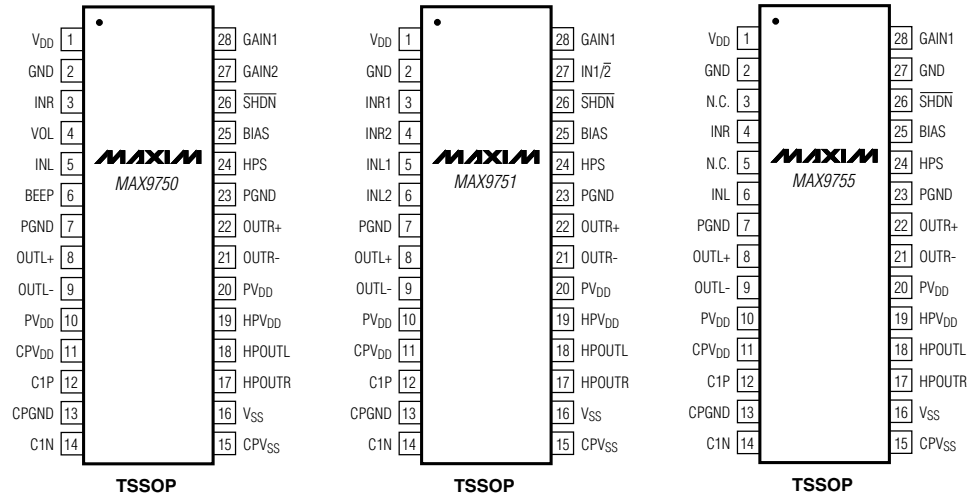 VDD 1
28 GAIN1
GND 2
27 GAIN2
INR 3
26 SHDN
VOL 4
25 BIAS
INL 5
24 HPS
BEEP 6
23 PGND
PGND 7
22 OUTR+
OUTL+ 8
21 OUTR-
OUTL- 9
20 PVDD
PVDD 10
19 HPVDD
CPVDD 11
18 HPOUTL
C1P 12
17 HPOUTR
CPGND 13
16 VSS
C1N 14
15 CPVSS
MAXIM
MAX9750
TSSOP
VDD 1
28 GAIN1
GND 2
27 IN1/2̅
INR1 3
26 SHDN
INR2 4
25 BIAS
INL1 5
24 HPS
INL2 6
23 PGND
PGND 7
22 OUTR+
OUTL+ 8
21 OUTR-
OUTL- 9
20 PVDD
PVDD 10
19 HPVDD
CPVDD 11
18 HPOUTL
C1P 12
17 HPOUTR
CPGND 13
16 VSS
C1N 14
15 CPVSS
MAXIM
MAX9751
TSSOP
VDD 1
28 GAIN1
GND 2
27 GND
N.C. 3
26 SHDN
INR 4
25 BIAS
N.C. 5
24 HPS
INL 6
23 PGND
PGND 7
22 OUTR+
OUTL+ 8
21 OUTR-
OUTL- 9
20 PVDD
PVDD 10
19 HPVDD
CPVDD 11
18 HPOUTL
C1P 12
17 HPOUTR
CPGND 13
16 VSS
C1N 14
15 CPVSS
MAXIM
MAX9755
TSSOP